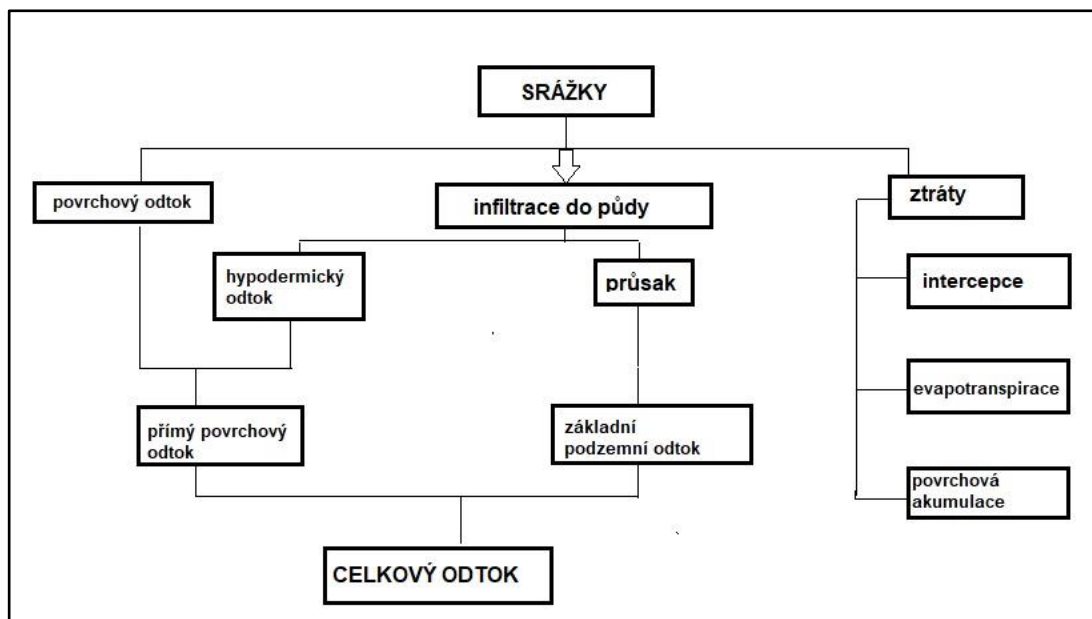 SRÁŽKY
povrchový odtok
infiltrace do půdy
ztráty
hypodermický
odtok
průsak
intercepce
evapotranspirace
přímý povrchový
odtok
základní
podzemní odtok
povrchová
akumulace
CELKOVÝ ODTOK